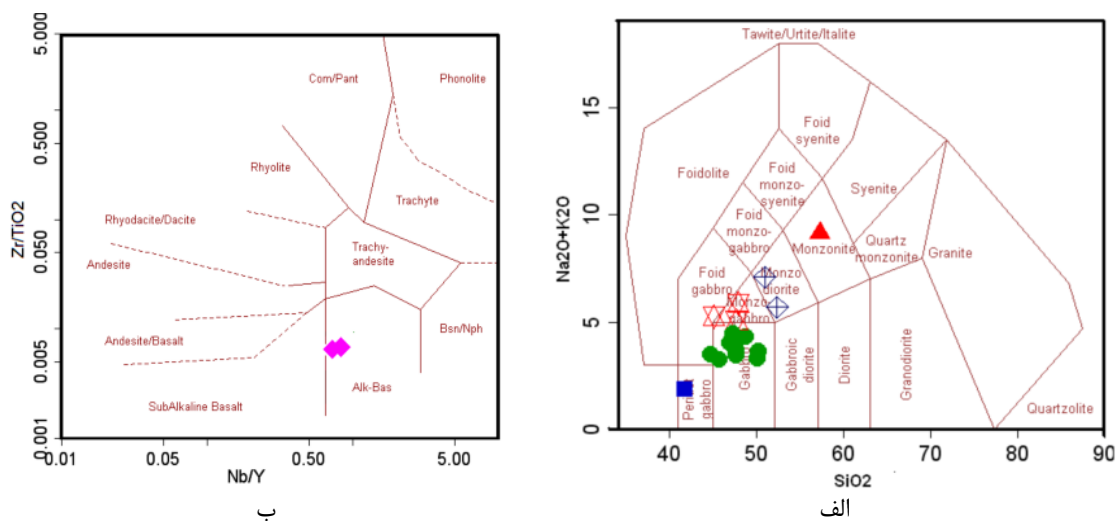 Zr/TiO2
5.000
0.500
0.050
0.005
0.001
Com/Pant
Phonolite
Rhyolite
Trachyte
Rhyodacite/Dacite
Trachy-
andesite
Andesite
Bsn/Nph
Andesite/Basalt
Alk-Bas
SubAlkaline Basalt
0.01
0.05
0.10
0.50
5.00
Nb/Y
ب
Na2O+K2O
15
10
5
0
Tawite/Urtite/Italite
Foid
syenite
Foidolite
Foid
monzo-
syenite
Syenite
Foid
monzo-
gabbro
Monzonite
Quartz
monzonite
Granite
Foid
gabbro
Monzo
diorite
Gabbroic
diorite
Diorite
Granodiorite
gabbro
Quartzolite
40
50
60
70
80
90
SiO2
الف